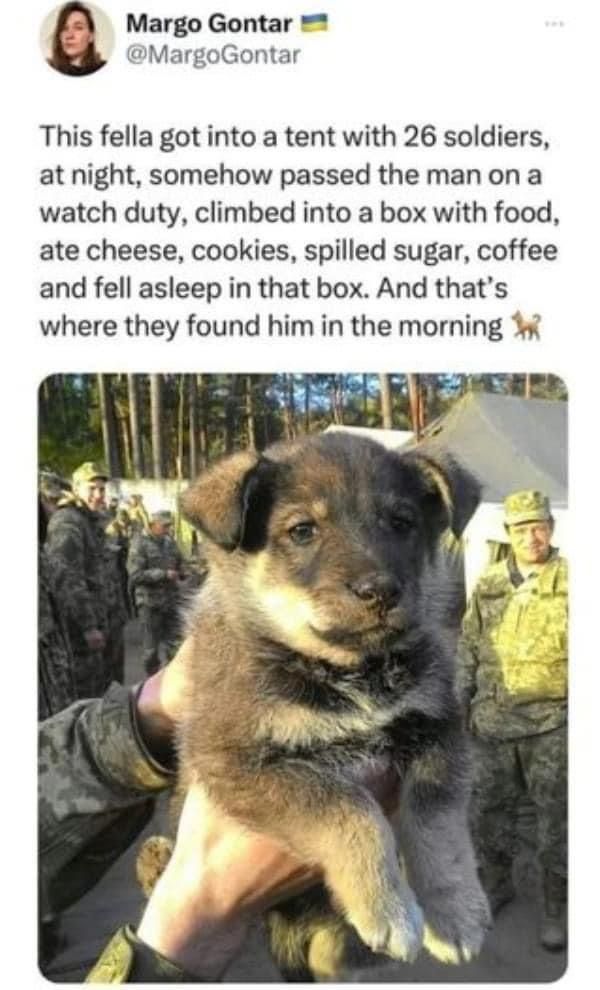 Margo Gontar 🇺🇦
@MargoGontar
This fella got into a tent with 26 soldiers,
at night, somehow passed the man on a
watch duty, climbed into a box with food,
ate cheese, cookies, spilled sugar, coffee
and fell asleep in that box. And that's
where they found him in the morning 🐕